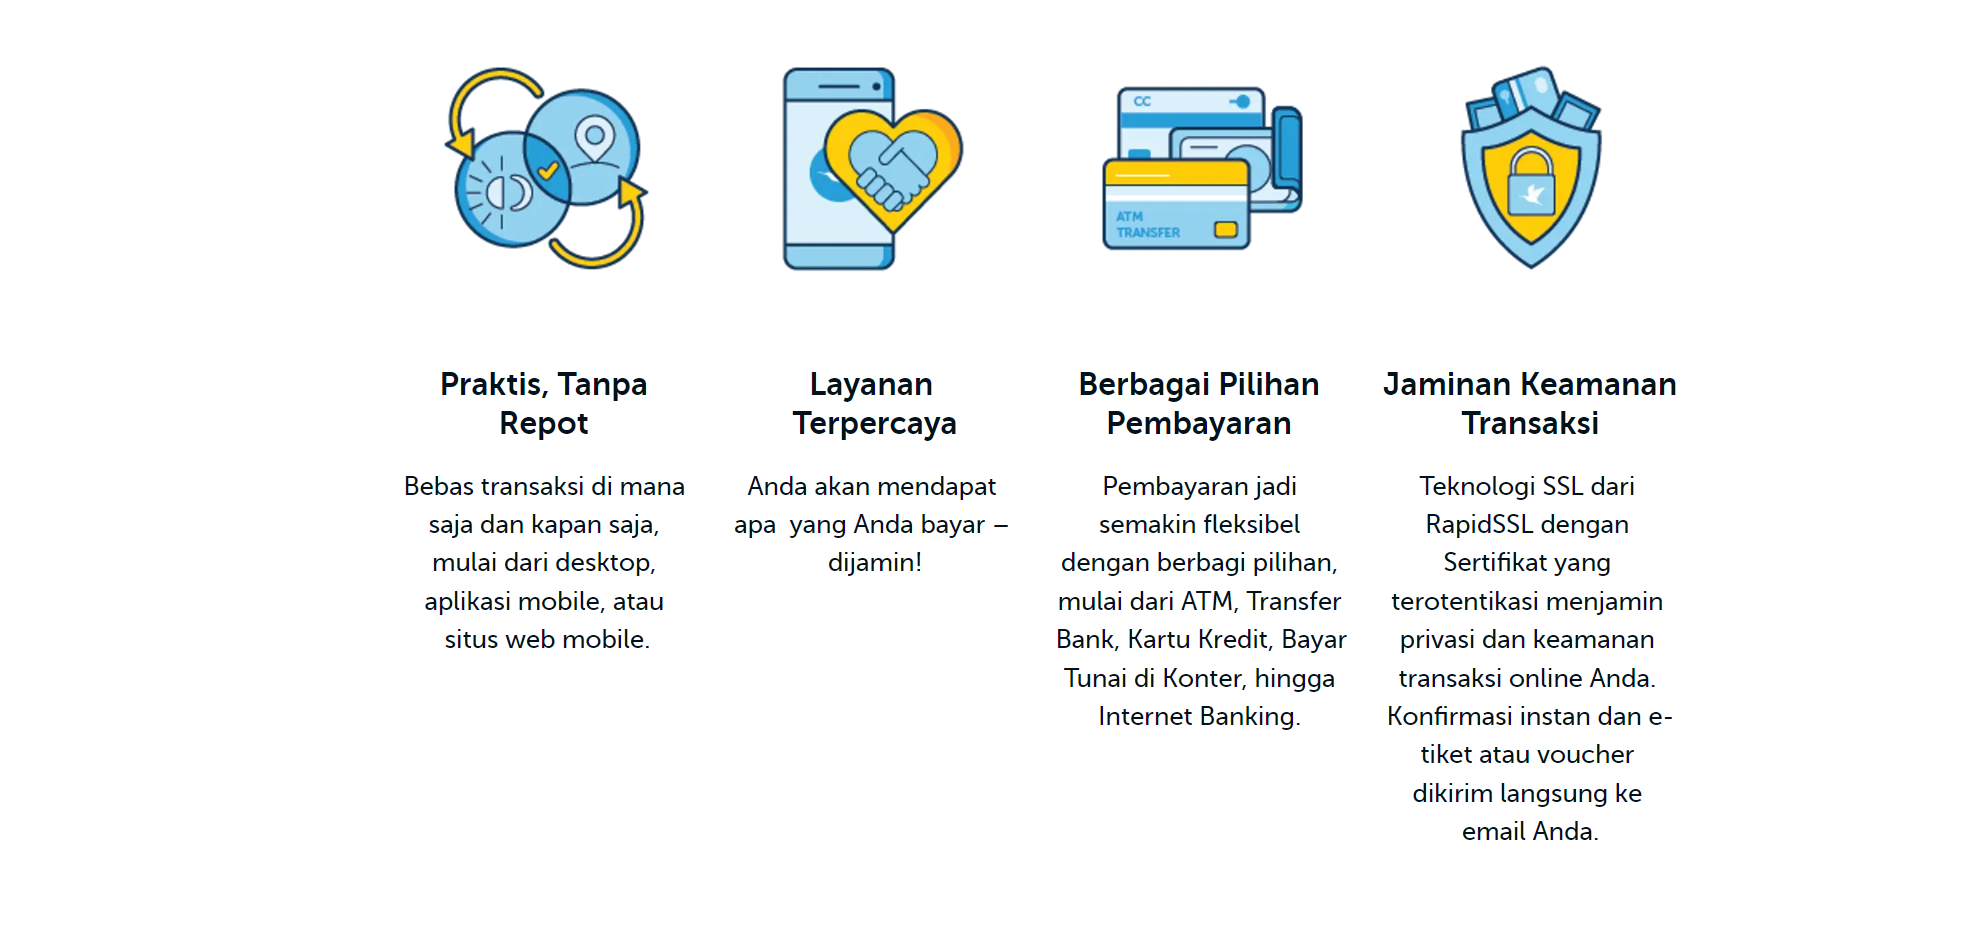 CC
ATM
TRANSFER
Praktis, Tanpa
Repot
Bebas transaksi di mana
saja dan kapan saja,
mulai dari desktop,
aplikasi mobile, atau
situs web mobile.
Layanan
Terpercaya
Anda akan mendapat
apa  yang Anda bayar –
dijamin!
Berbagai Pilihan
Pembayaran
Pembayaran jadi
semakin fleksibel
dengan berbagi pilihan,
mulai dari ATM, Transfer
Bank, Kartu Kredit, Bayar
Tunai di Konter, hingga
Internet Banking.
Jaminan Keamanan
Transaksi
Teknologi SSL dari
RapidSSL dengan
Sertifikat yang
terotentikasi menjamin
privasi dan keamanan
transaksi online Anda.
Konfirmasi instan dan e-
tiket atau voucher
dikirim langsung ke
email Anda.